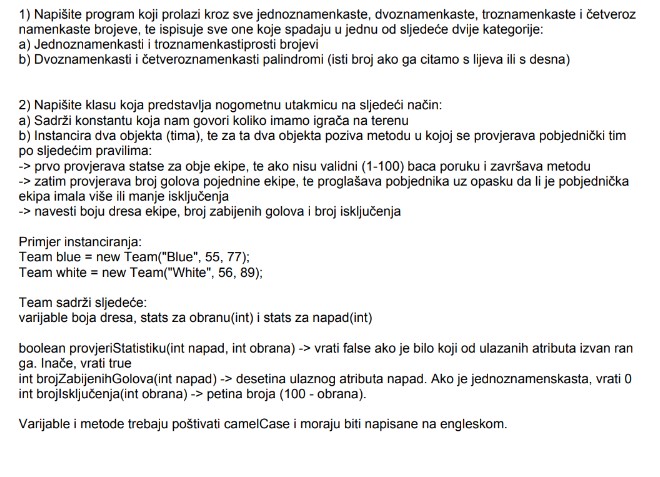 1) Napišite program koji prolazi kroz sve jednoznamenkaste, dvoznamenkaste, troznamenkaste i četveroz
namenkaste brojeve, te ispisuje sve one koje spadaju u jednu od sljedeće dvije kategorije:
a) Jednoznamenkasti i troznamenkastiprosti brojevi
b) Dvoznamenkasti i četveroznamenkasti palindromi (isti broj ako ga citamo s lijeva ili s desna)
2) Napišite klasu koja predstavlja nogometnu utakmicu na sljedeći način:
a) Sadrži konstantu koja nam govori koliko imamo igrača na terenu
b) Instancira dva objekta (tima), te za ta dva objekta poziva metodu u kojoj se provjerava pobjednički tim
po sljedećim pravilima:
-> prvo provjerava statse za obje ekipe, te ako nisu validni (1-100) baca poruku i završava metodu
-> zatim provjerava broj golova pojednine ekipe, te proglašava pobjednika uz opasku da li je pobjednička
ekipa imala više ili manje isključenja
-> navesti boju dresa ekipe, broj zabijenih golova i broj isključenja
Primjer instanciranja:
Team blue = new Team("Blue", 55, 77);
Team white = new Team("White", 56, 89);
Team sadrži sljedeće:
varijable boja dresa, stats za obranu(int) i stats za napad(int)
boolean provjeriStatistiku(int napad, int obrana) -> vrati false ako je bilo koji od ulazanih atributa izvan ran
ga. Inače, vrati true
int brojZabijenihGolova(int napad) -> desetina ulaznog atributa napad. Ako je jednoznamenskasta, vrati 0
int brojIsključenja(int obrana) -> petina broja (100 - obrana).
Varijable i metode trebaju poštivati camelCase i moraju biti napisane na engleskom.